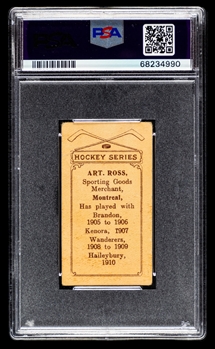 PSA
68234990
HOCKEY SERIES
ART. ROSS,
Sporting Goods
Merchant,
Montreal,
Has played with
Brandon,
1905 to 1906
Kenora, 1907
Wanderers,
1908 to 1909
Haileybury,
1910